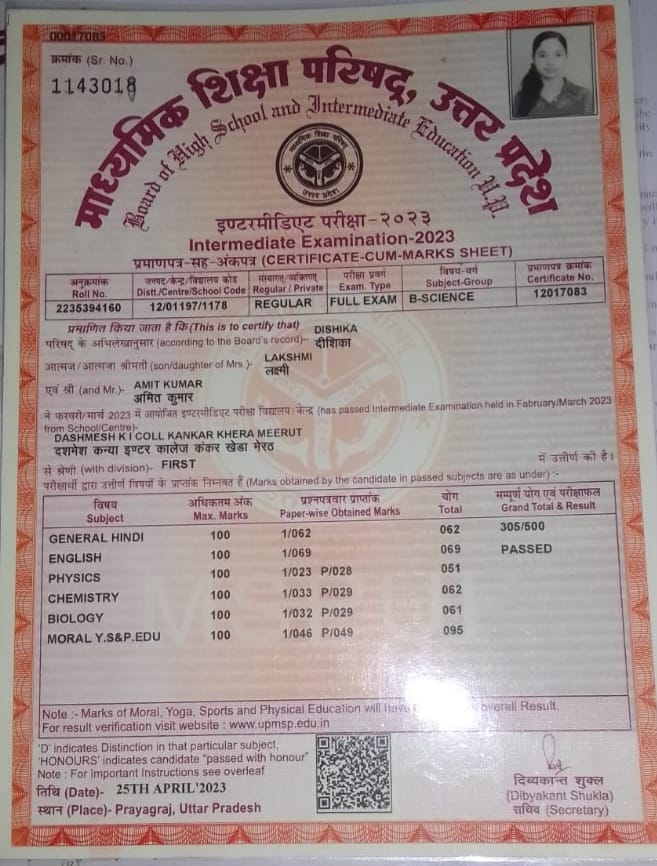 00017083
क्रमांक (Sr. No.)
1143018
माध्यमिक शिक्षा परिषद्, उत्तर प्रदेश
Board of High School and Intermediate Education U.P.
माध्यमिक शिक्षा परिषद
उत्तर प्रदेश
इण्टरमीडिएट परीक्षा-२०२३
Intermediate Examination-2023
प्रमाणपत्र-सह-अंकपत्र (CERTIFICATE-CUM-MARKS SHEET)
अनुक्रमांक जनपद/केन्द्र/विद्यालय कोड संस्थागत/व्यक्तिगत परीक्षा प्रवर्ग विषय-वर्ग प्रमाणपत्र क्रमांक
Roll No. Distt./Centre/School Code Regular / Private Exam. Type Subject-Group Certificate No.
2235394160 12/01197/1178 REGULAR FULL EXAM B-SCIENCE 12017083
प्रमाणित किया जाता है कि (This is to certify that) DISHIKA
परिषद के अभिलेखानुसार (according to the Board's record)- दीशिका
आत्मज/आत्मजा श्रीमती (son/daughter of Mrs.)- LAKSHMI
लक्ष्मी
एवं श्री (and Mr.)- AMIT KUMAR
अमित कुमार
ने फरवरी/मार्च 2023 में आयोजित इण्टरमीडिएट परीक्षा विद्यालय/केन्द्र (has passed Intermediate Examination held in Fabruary/March 2023
from School/Centre)-
DASHMESH K I COLL KANKAR KHERA MEERUT
दशमेश कन्या इण्टर कालेज कंकर खेडा मेरठ
से श्रेणी (with division)- FIRST में उत्तीर्ण की है।
परीक्षार्थी द्वारा उत्तीर्ण विषयों के प्राप्तांक निम्नवत हैं (Marks obtained by the candidate in passed subjects are as under) :-
विषय अधिकतम अंक प्रश्नपत्रवार प्राप्तांक योग सम्पूर्ण योग एवं परीक्षाफल
Subject Max. Marks Paper-wise Obtained Marks Total Grand Total & Result
GENERAL HINDI 100 1/062 062 305/500
ENGLISH 100 1/069 069 PASSED
PHYSICS 100 1/023 P/028 051
CHEMISTRY 100 1/033 P/029 062
BIOLOGY 100 1/032 P/029 061
MORAL Y.S&P.EDU 100 1/046 P/049 095
Note :- Marks of Moral, Yoga, Sports and Physical Education will have overall Result.
For result verification visit website : www.upmsp.edu.in
'D' indicates Distinction in that particular subject,
'HONOURS' indicates candidate "passed with honour"
Note : For Important Instructions see overleaf
तिथि (Date)- 25TH APRIL'2023
स्थान (Place)- Prayagraj, Uttar Pradesh
दिव्यकान्त शुक्ल
(Dibyakant Shukla)
सचिव (Secretary)